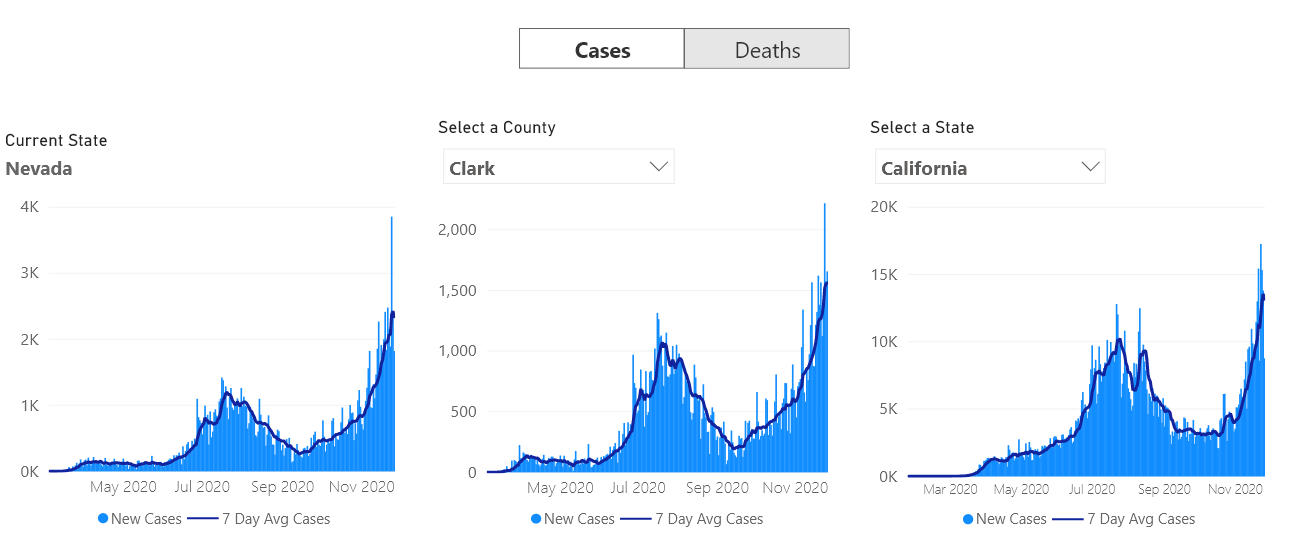 Cases Deaths
Current State
Nevada
4K
3K
2K
1K
0K
May 2020 Jul 2020 Sep 2020 Nov 2020
New Cases 7 Day Avg Cases
Select a County
Clark
2,000
1,500
1,000
500
0
May 2020 Jul 2020 Sep 2020 Nov 2020
New Cases 7 Day Avg Cases
Select a State
California
20K
15K
10K
5K
0K
Mar 2020 May 2020 Jul 2020 Sep 2020 Nov 2020
New Cases 7 Day Avg Cases